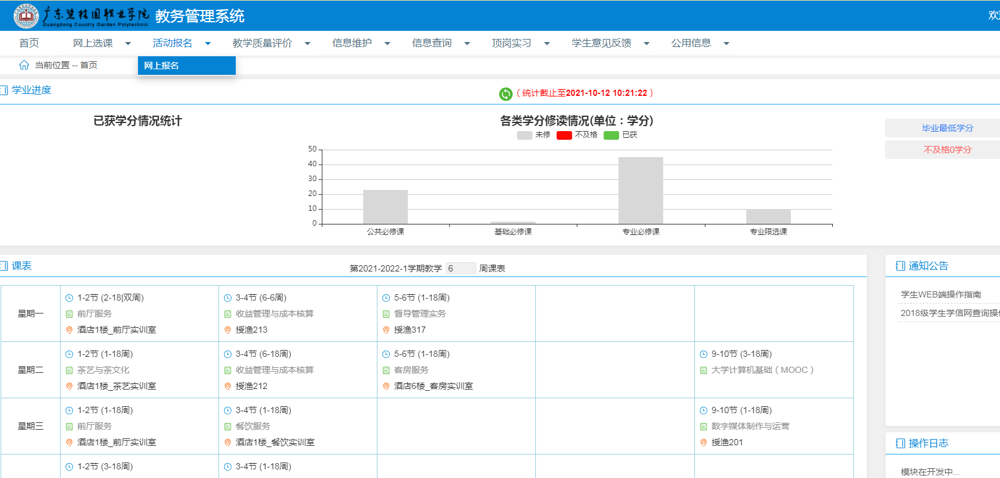 广东碧桂园职业学院 教务管理系统 欢
Guangdong Country Garden Polytechnic
首页 网上选课 活动报名 教学质量评价 信息维护 信息查询 顶岗实习 学生意见反馈 公用信息
当前位置 -- 首页
网上报名
学业进度
（统计截止至2021-10-12 10:21:22 ）
已获学分情况统计
各类学分修读情况(单位：学分)
未修 不及格 已获
50
40
30
20
10
0
公共必修课 基础必修课 专业必修课 专业限选课
毕业最低学分
不及格0学分
课表
第2021-2022-1学期教学 6 周课表
星期一
1-2节 (2-18|双周)
前厅服务
酒店1楼_前厅实训室
3-4节 (6-6周)
收益管理与成本核算
授渔213
5-6节 (1-18周)
督导管理实务
授渔317
星期二
1-2节 (1-18周)
茶艺与茶文化
酒店1楼_茶艺实训室
3-4节 (6-18周)
收益管理与成本核算
授渔212
5-6节 (1-18周)
客房服务
酒店6楼_客房实训室
9-10节 (3-18周)
大学计算机基础（MOOC ）
星期三
1-2节 (1-18周)
前厅服务
酒店1楼_前厅实训室
3-4节 (1-18周)
餐饮服务
酒店1楼_餐饮实训室
9-10节 (1-18周)
数字媒体制作与运营
授渔201
1-2节 (3-18周)
3-4节 (1-18周)
通知公告
学生WEB端操作指南
2018级学生学信网查询操
操作日志
模块在开发中...